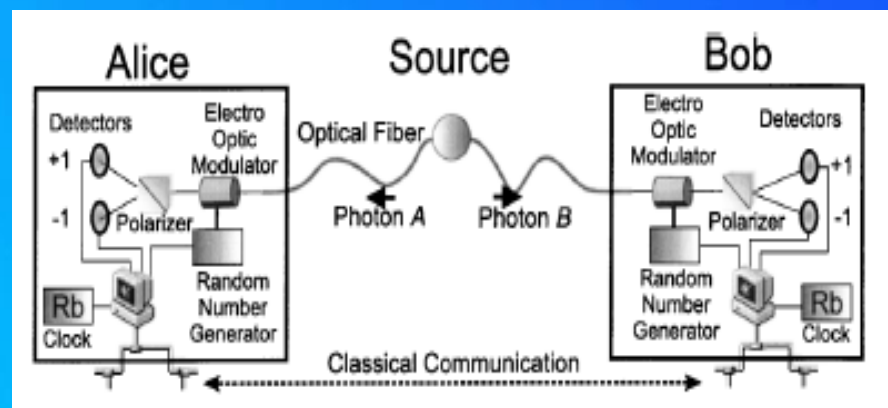 Alice
Source
Bob
Detectors
Electro
Optic
Modulator
+1
-1
Polarizer
Rb
Clock
Random
Number
Generator
Optical Fiber
Photon A
Photon B
Electro
Optic
Modulator
Detectors
+1
-1
Polarizer
Random
Number
Generator
Rb
Clock
Classical Communication